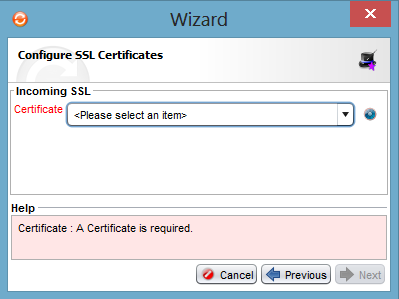 Wizard
Configure SSL Certificates
Incoming SSL
Certificate <Please select an item>
Help
Certificate : A Certificate is required.
Cancel Previous Next